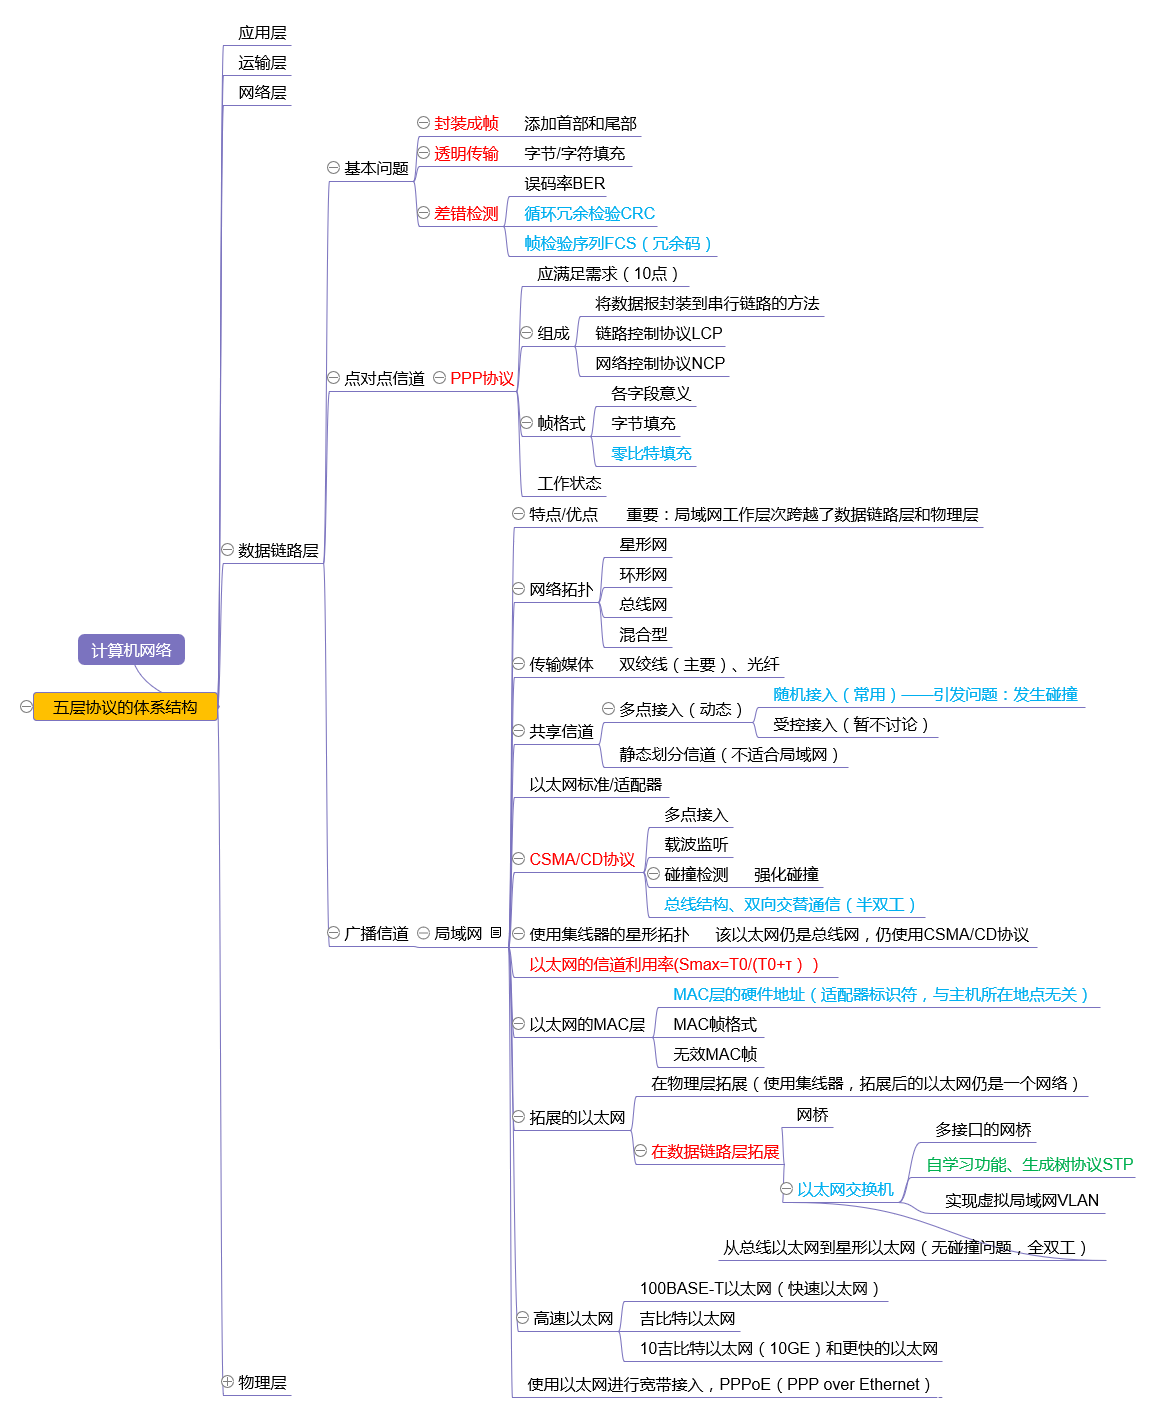 应用层
运输层
网络层
封装成帧 添加首部和尾部
透明传输 字节/字符填充
基本问题
误码率BER
差错检测 循环冗余检验CRC
帧检验序列FCS（冗余码）
应满足需求（10点）
将数据报封装到串行链路的方法
组成 链路控制协议LCP
网络控制协议NCP
点对点信道 PPP协议
各字段意义
帧格式 字节填充
零比特填充
工作状态
特点/优点 重要：局域网工作层次跨越了数据链路层和物理层
数据链路层
星形网
环形网
网络拓扑
总线网
混合型
计算机网络
传输媒体 双绞线（主要）、光纤
随机接入（常用）——引发问题：发生碰撞
五层协议的体系结构
多点接入（动态）
受控接入（暂不讨论）
共享信道
静态划分信道（不适合局域网）
以太网标准/适配器
多点接入
载波监听
CSMA/CD协议
碰撞检测 强化碰撞
总线结构、双向交替通信（半双工）
广播信道 局域网
使用集线器的星形拓扑 该以太网仍是总线网，仍使用CSMA/CD协议
以太网的信道利用率(Smax=T0/(T0+τ））
MAC层的硬件地址（适配器标识符，与主机所在地点无关）
以太网的MAC层 MAC帧格式
无效MAC帧
在物理层拓展（使用集线器，拓展后的以太网仍是一个网络）
拓展的以太网
网桥
在数据链路层拓展
多接口的网桥
自学习功能、生成树协议STP
以太网交换机
实现虚拟局域网VLAN
从总线以太网到星形以太网（无碰撞问题，全双工）
100BASE-T以太网（快速以太网）
高速以太网 吉比特以太网
10吉比特以太网（10GE）和更快的以太网
物理层
使用以太网进行宽带接入，PPPoE（PPP over Ethernet）